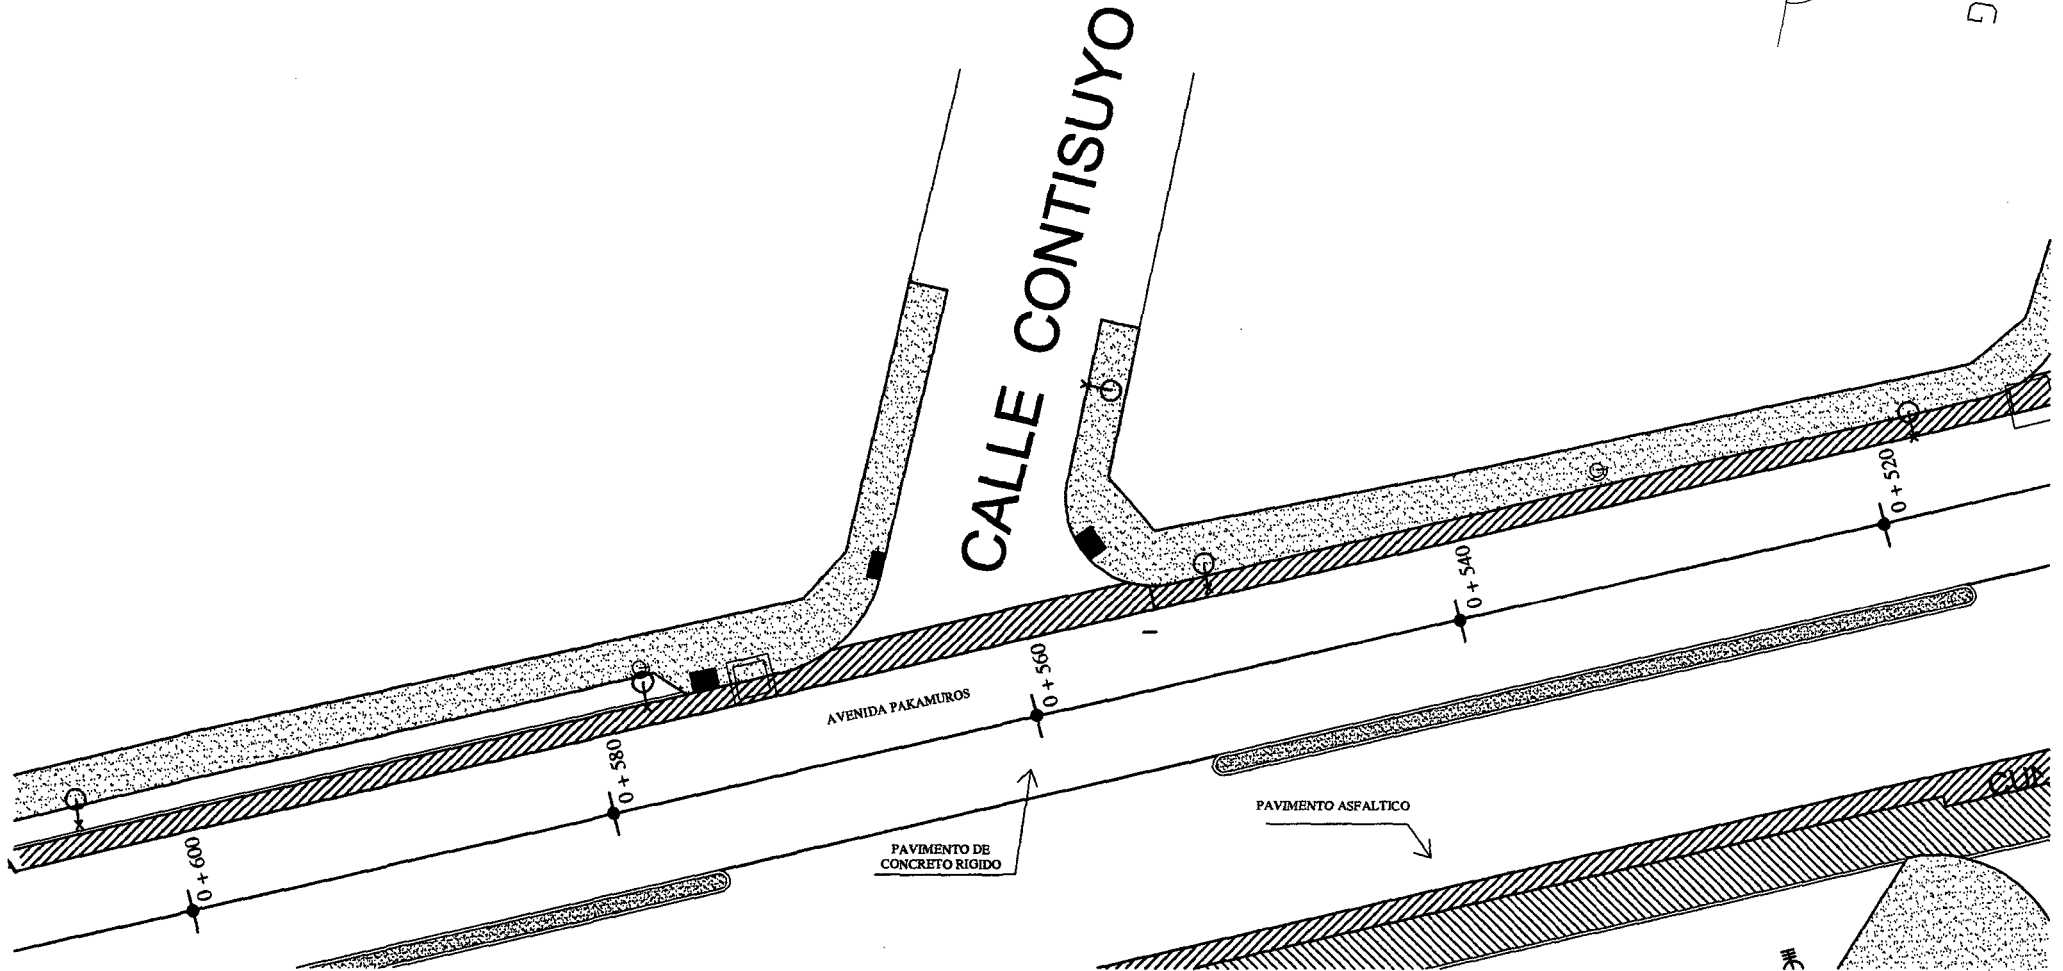 G
CALLE CONTISUYO
0 + 520
0 + 540
0 + 560
0 + 580
0 + 600
AVENIDA PAKAMUROS
PAVIMENTO ASFALTICO
PAVIMENTO DE
CONCRETO RIGIDO